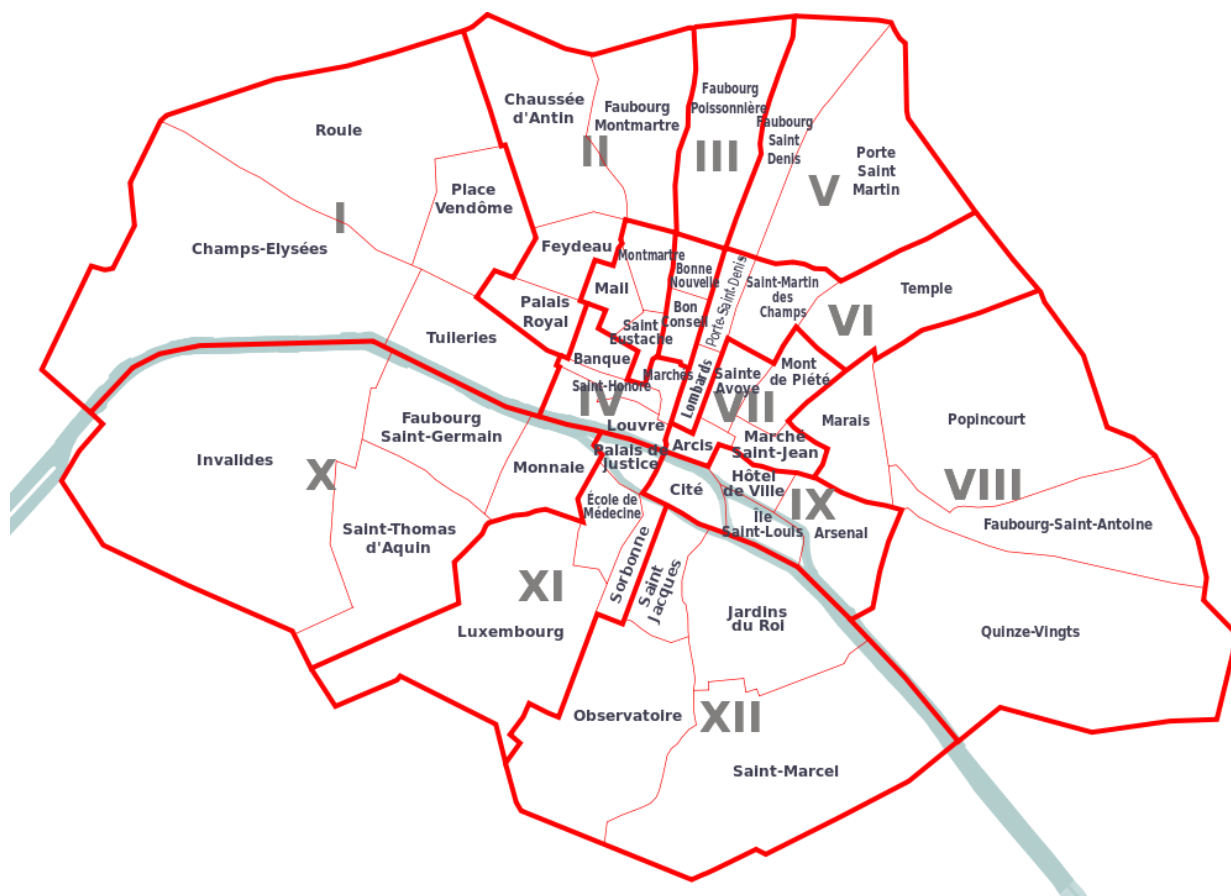 Roule
Place
Vendôme
I
Champs-Elysées
Tuileries
Chaussée
d'Antin
Faubourg
Montmartre
II
Feydeau
Palais
Royal
Faubourg
Poissonnière
III
Montmartre
Mail
Saint
Eustache
Bonne
Nouvelle
Bon
Conseil
Faubourg
Saint
Denis
Porte
Saint
Martin
V
Porte-Saint-Denis
Saint-Martin
des
Champs
Temple
VI
Lombards
Banque
Saint-Honoré
Marchés
IV
Louvre
Sainte
Avoye
Mont
de Piété
VII
Marché
Saint-Jean
Arcis
Marais
Popincourt
VIII
Faubourg-Saint-Antoine
Quinze-Vingts
Hôtel
de Ville
IX
Cité
Île
Saint-Louis
Arsenal
Invalides
X
Faubourg
Saint-Germain
Monnaie
Saint-Thomas
d'Aquin
Palais de
Justice
École de
Médecine
Sorbonne
XI
Luxembourg
Saint
Jacques
Jardins
du Roi
Observatoire
XII
Saint-Marcel